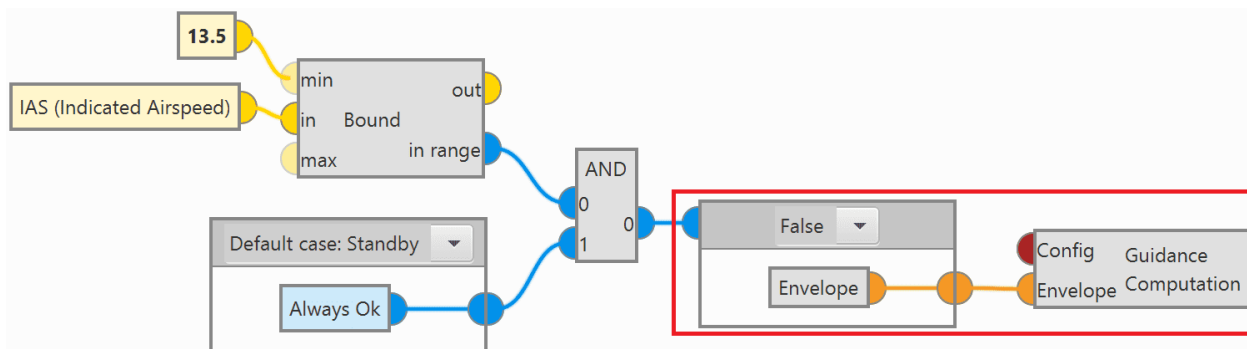 13.5
IAS (Indicated Airspeed)
min
in
max
Bound
out
in range
AND
0
1
0
Default case: Standby
Always Ok
False
Envelope
Config
Envelope
Guidance
Computation